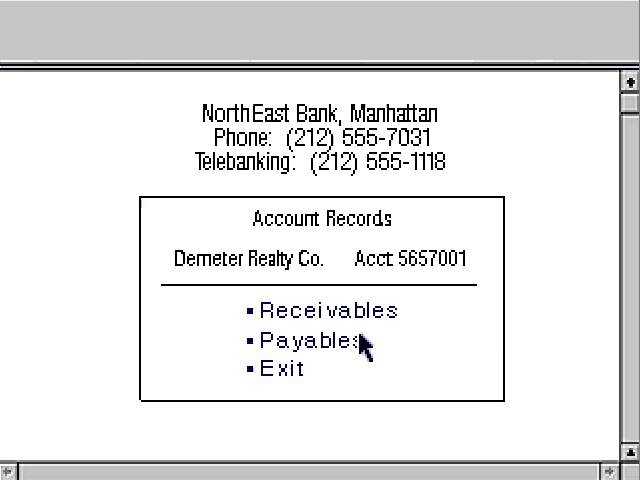 NorthEast Bank, Manhattan
Phone: (212) 555-7031
Telebanking: (212) 555-1118
Account Records
Demeter Realty Co. Acct 5657001
▪ Receivables
▪ Payables
▪ Exit